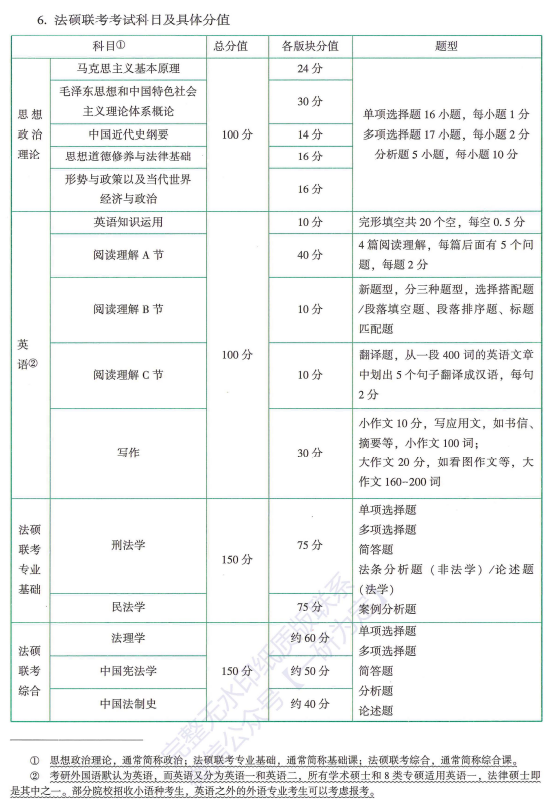 6. 法硕联考考试科目及具体分值
科目① 总分值 各版块分值 题型
思想
政治
理论
马克思主义基本原理 24 分
毛泽东思想和中国特色社会
主义理论体系概论
30 分
中国近代史纲要 14 分
思想道德修养与法律基础 16 分
形势与政策以及当代世界
经济与政治
16 分
100 分
单项选择题 16 小题，每小题 1 分
多项选择题 17 小题，每小题 2 分
分析题 5 小题，每小题 10 分
英
语②
100 分
英语知识运用 10 分 完形填空共 20 个空，每空 0.5 分
阅读理解 A 节 40 分
4 篇阅读理解，每篇后面有 5 个问
题，每题 2 分
阅读理解 B 节 10 分
新题型，分三种题型，选择搭配题
/段落填空题、段落排序题、标题
匹配题
阅读理解 C 节 10 分
翻译题，从一段 400 词的英语文章
中划出 5 个句子翻译成汉语，每句
2 分
写作 30 分
小作文 10 分，写应用文，如书信、
摘要等，小作文 100 词；
大作文 20 分，如看图作文等，大
作文 160-200 词
法硕
联考
专业
基础
刑法学 75 分
民法学 75 分
150 分
单项选择题
多项选择题
简答题
法条分析题（非法学）/论述题
(法学)
案例分析题
法硕
联考
综合
法理学 约 60 分
中国宪法学 约 50 分
中国法制史 约 40 分
150 分
单项选择题
多项选择题
简答题
分析题
论述题
① 思想政治理论，通常简称政治；法硕联考专业基础，通常简称基础课；法硕联考综合，通常简称综合课。
② 考研外国语默认为英语，而英语又分为英语一和英语二，所有学术硕士和 8 类专硕适用英语一，法律硕士即
是其中之一。部分院校招收小语种考生，英语之外的外语专业考生可以考虑报考。
完整无水印纸质版联系